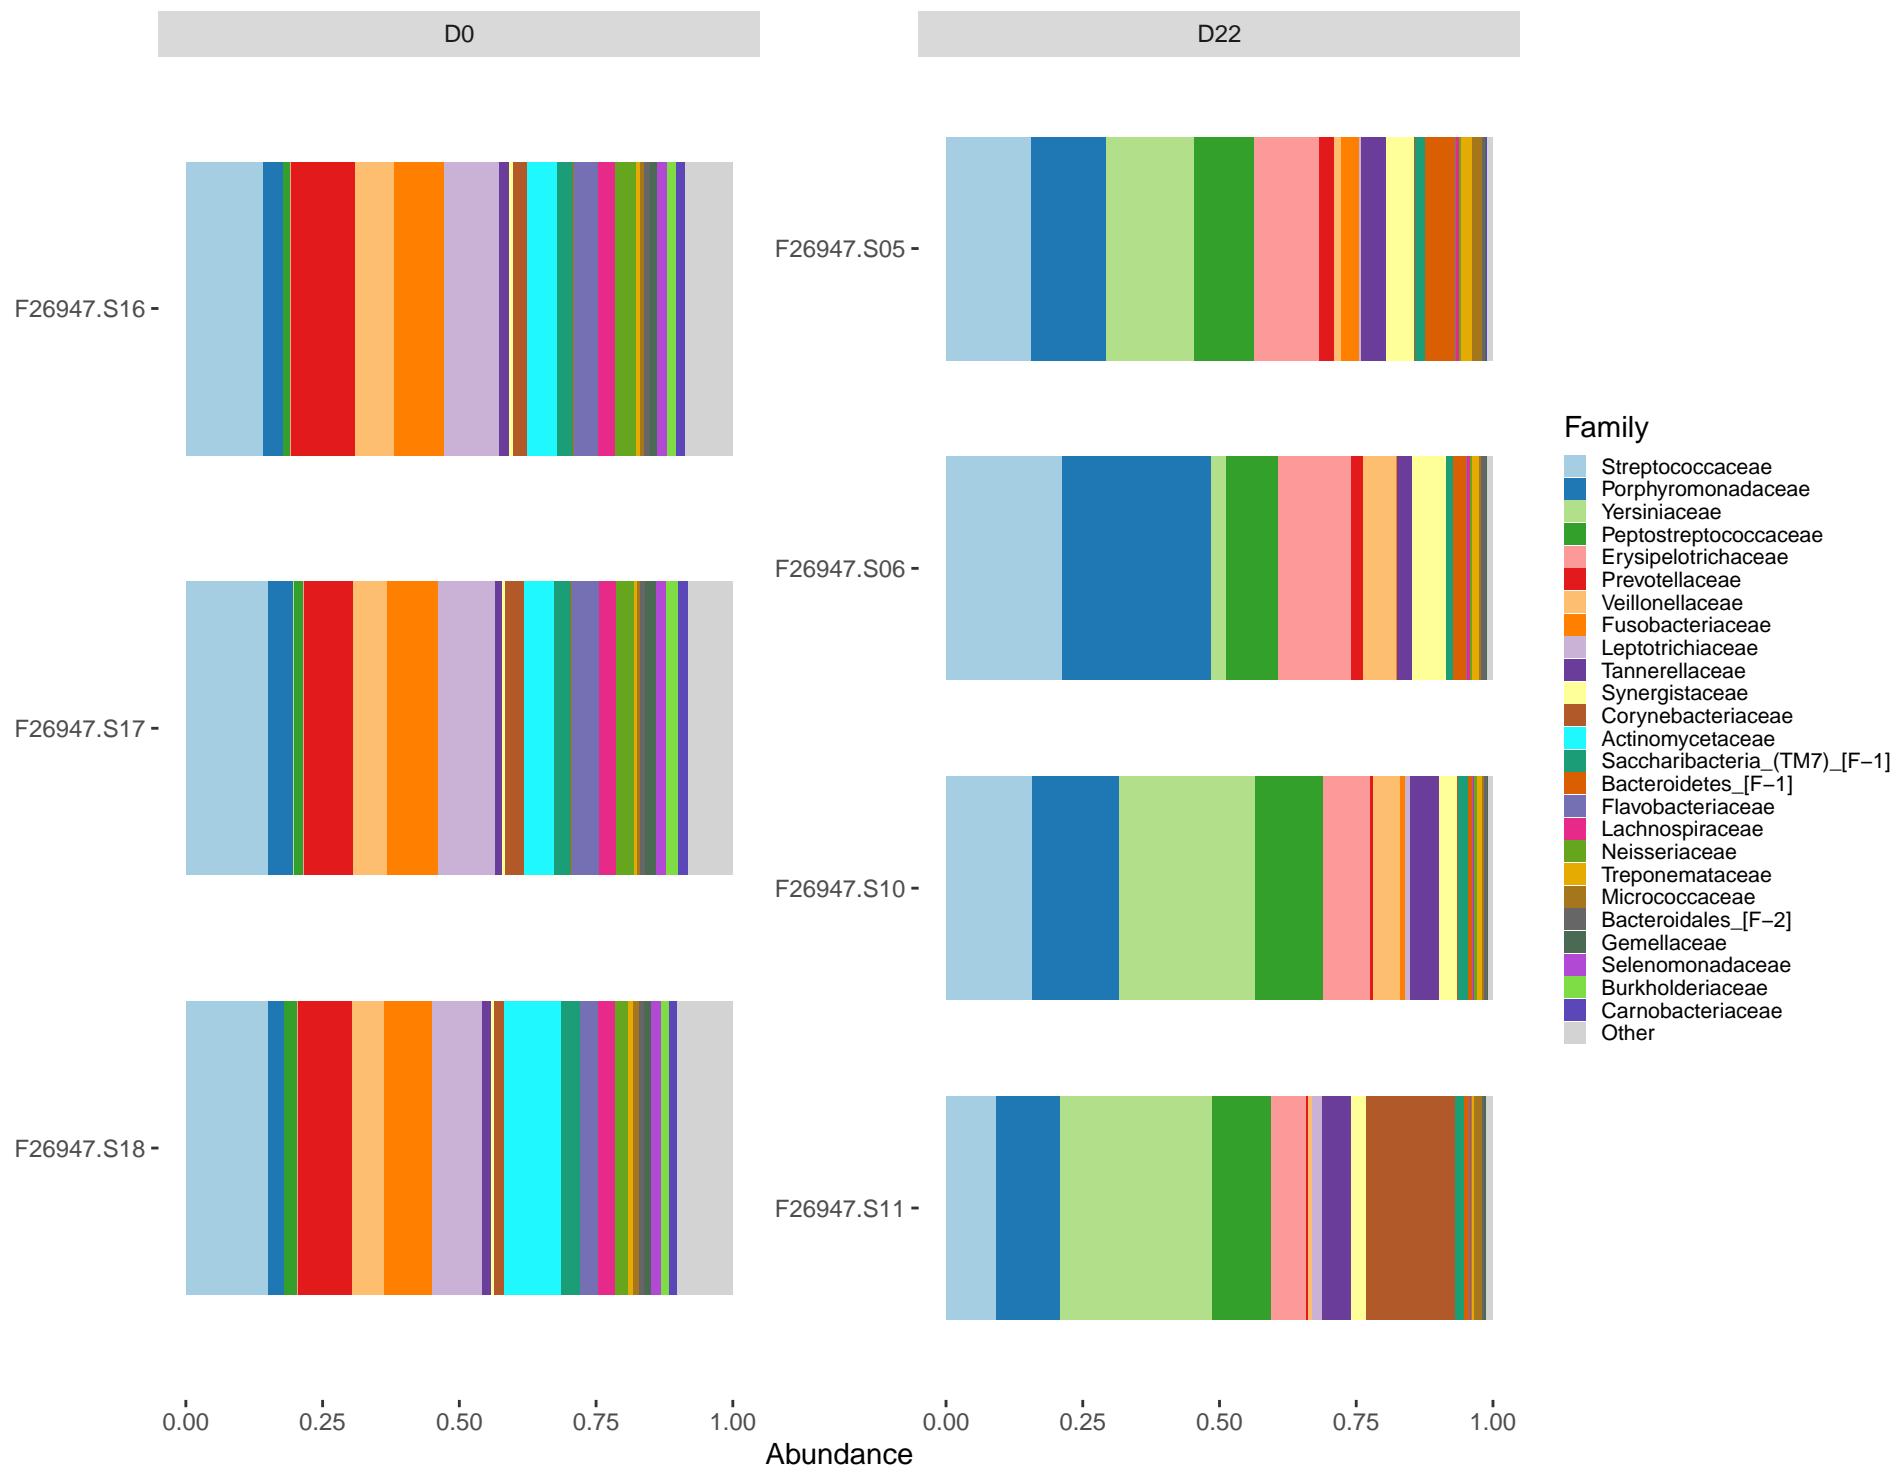 D0
D22
F26947.S16
F26947.S17
F26947.S18
F26947.S05
F26947.S06
F26947.S10
F26947.S11
0.00 0.25 0.50 0.75 1.00
0.00 0.25 0.50 0.75 1.00
Abundance
Family
Streptococcaceae
Porphyromonadaceae
Yersiniaceae
Peptostreptococcaceae
Erysipelotrichaceae
Prevotellaceae
Veillonellaceae
Fusobacteriaceae
Leptotrichiaceae
Tannerellaceae
Synergistaceae
Corynebacteriaceae
Actinomycetaceae
Saccharibacteria_(TM7)_[F−1]
Bacteroidetes_[F−1]
Flavobacteriaceae
Lachnospiraceae
Neisseriaceae
Treponemataceae
Micrococcaceae
Bacteroidales_[F−2]
Gemellaceae
Selenomonadaceae
Burkholderiaceae
Carnobacteriaceae
Other